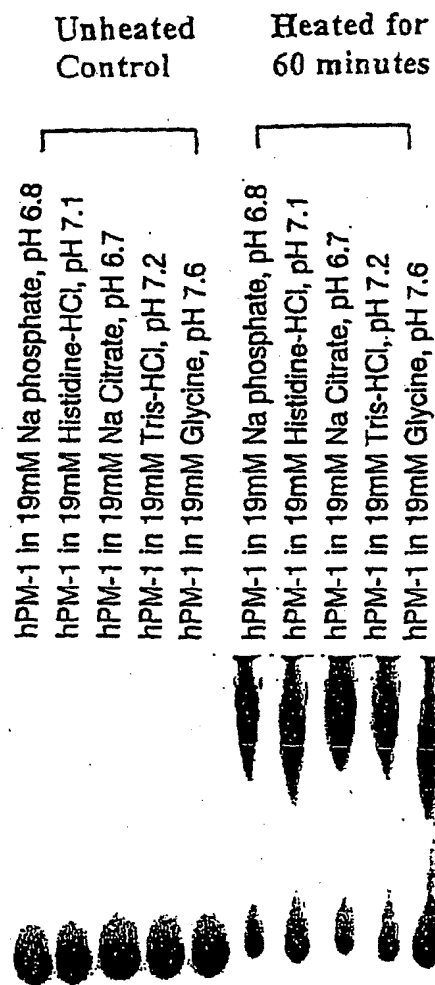 Unheated
Control
Heated for
60 minutes
hPM-1 in 19mM Na phosphate, pH 6.8
hPM-1 in 19mM Histidine-HCl, pH 7.1
hPM-1 in 19mM Na Citrate, pH 6.7
hPM-1 in 19mM Tris-HCl, pH 7.2
hPM-1 in 19mM Glycine, pH 7.6
hPM-1 in 19mM Na phosphate, pH 6.8
hPM-1 in 19mM Histidine-HCl, pH 7.1
hPM-1 in 19mM Na Citrate, pH 6.7.
hPM-1 in 19mM Tris-HCl, pH 7.2
hPM-1 in 19mM Glycine, pH 7.6